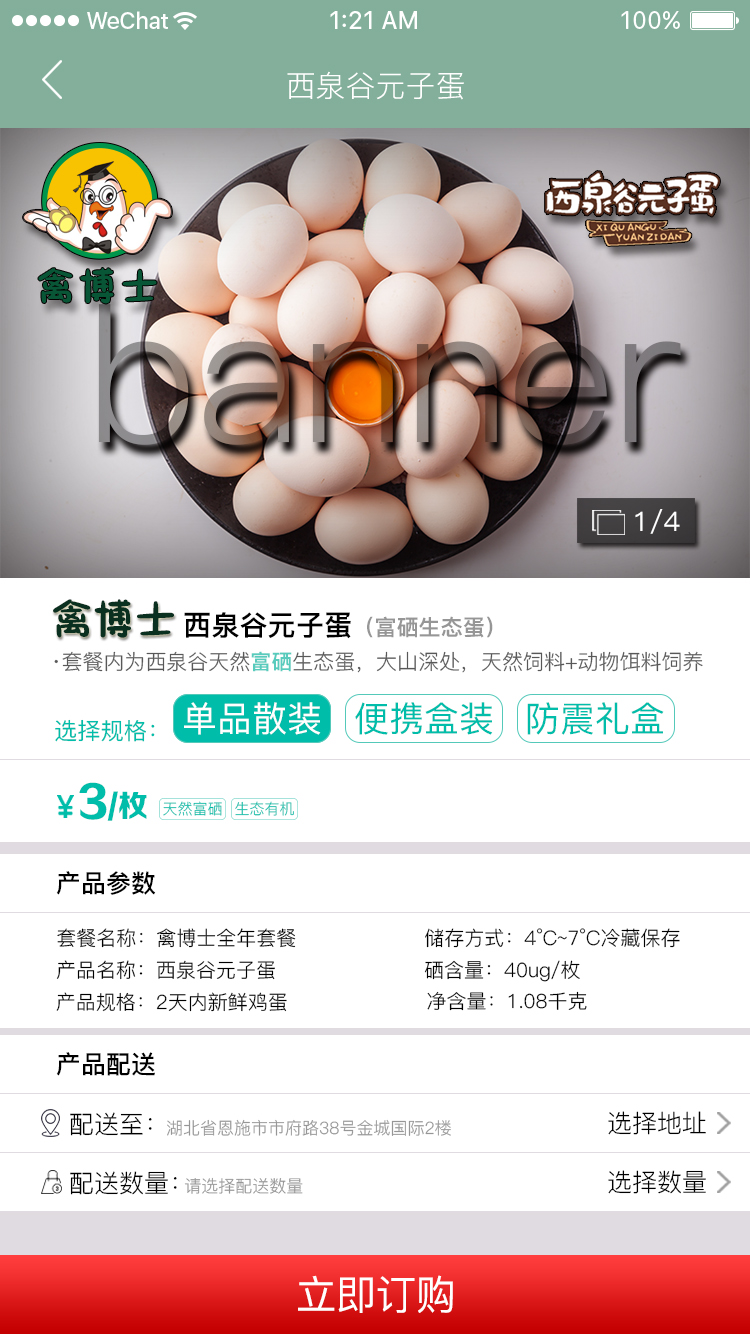 WeChat 1:21 AM 100%
西泉谷元子蛋
禽博士
西泉谷元子蛋
XI QUANGU
YUAN ZI DAN
banner
1/4
禽博士 西泉谷元子蛋（富硒生态蛋）
·套餐内为西泉谷天然富硒生态蛋，大山深处，天然饲料+动物饵料饲养
选择规格： 单品散装 便携盒装 防震礼盒
¥3/枚 天然富硒 生态有机
产品参数
套餐名称：禽博士全年套餐 储存方式：4°C~7°C冷藏保存
产品名称：西泉谷元子蛋 硒含量：40ug/枚
产品规格：2天内新鲜鸡蛋 净含量：1.08千克
产品配送
配送至：湖北省恩施市市府路38号金城国际2楼 选择地址
配送数量：请选择配送数量 选择数量
立即订购